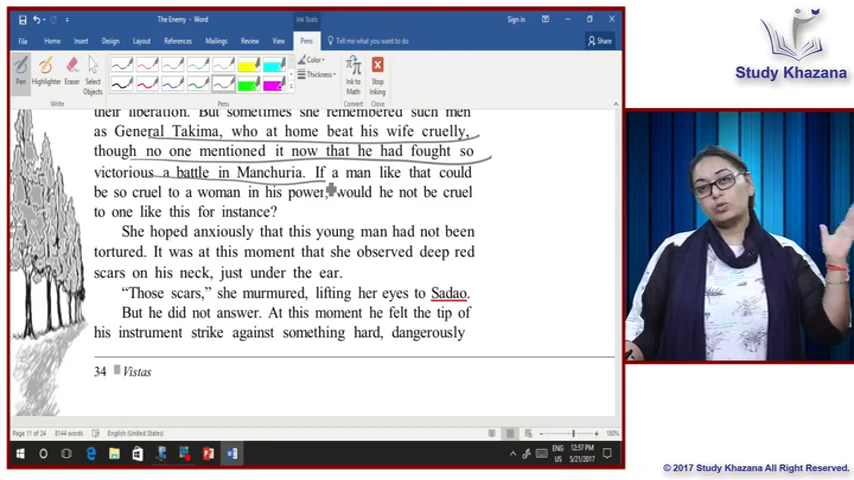 The Enemy - Word
Ink Tools
Sign in
File
Home
Insert
Design
Layout
References
Mailings
Review
View
Pens
Tell me what you want to do
Share
Pen
Highlighter
Eraser
Select
Objects
Color
Thickness
Ink to
Math
Stop
Inking
Write
Pens
Convert
Close
their liberation. But sometimes she remembered such men
as General Takima, who at home beat his wife cruelly,
though no one mentioned it now that he had fought so
victorious a battle in Manchuria. If a man like that could
be so cruel to a woman in his power, would he not be cruel
to one like this for instance?
She hoped anxiously that this young man had not been
tortured. It was at this moment that she observed deep red
scars on his neck, just under the ear.
“Those scars,” she murmured, lifting her eyes to Sadao.
But he did not answer. At this moment he felt the tip of
his instrument strike against something hard, dangerously
34 Vistas
Page 11 of 24
8144 words
English (United States)
100%
ENG
US
12:57 PM
5/21/2017
Study Khazana
© 2017 Study Khazana All Right Reserved.